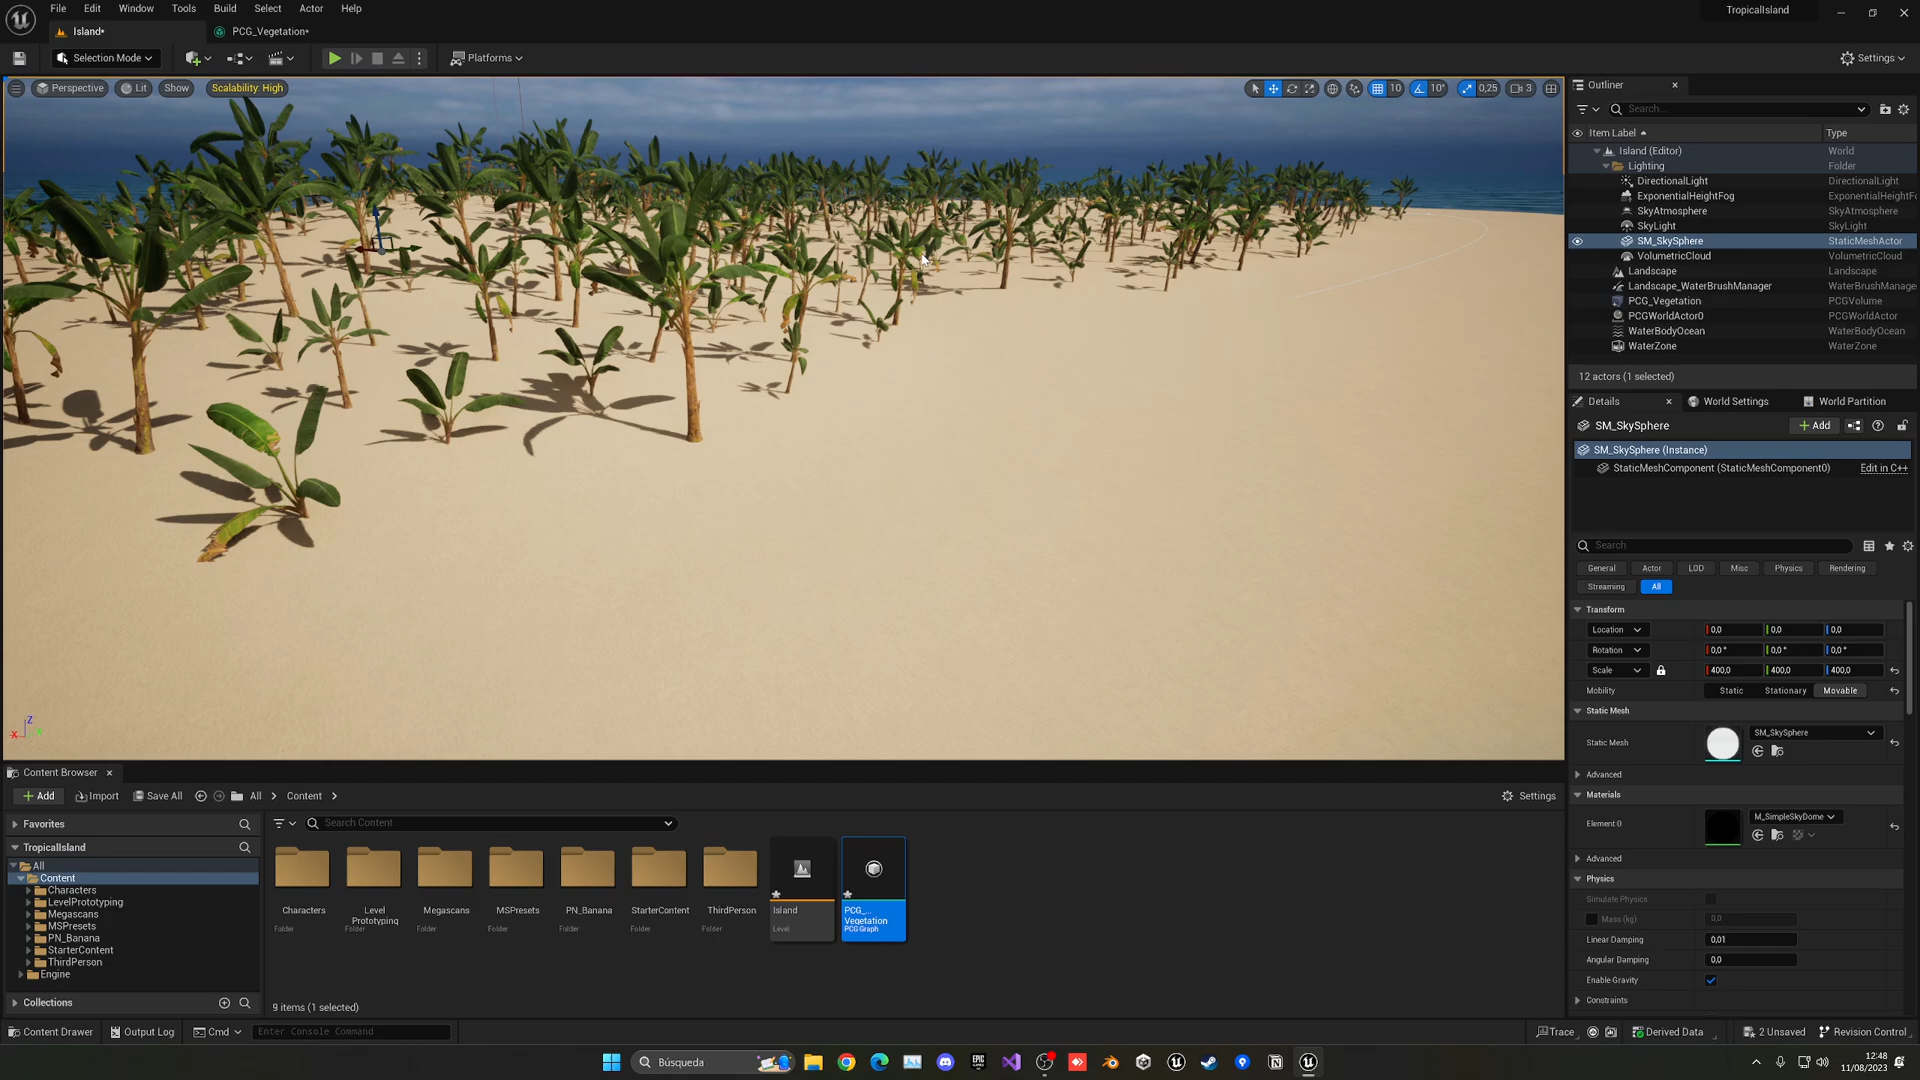 File Edit Window Tools Build Select Actor Help
TropicalIsland
Island*
PCG_Vegetation*
Selection Mode
Platforms
Settings
Perspective
Lit
Show
Scalability: High
10
10°
0,25
3
Outliner
Search...
Item Label
Type
Island (Editor) World
Lighting Folder
DirectionalLight DirectionalLight
ExponentialHeightFog ExponentialHeightFo
SkyAtmosphere SkyAtmosphere
SkyLight SkyLight
SM_SkySphere StaticMeshActor
VolumetricCloud VolumetricCloud
Landscape Landscape
Landscape_WaterBrushManager WaterBrushManage
PCG_Vegetation PCGVolume
PCGWorldActor0 PCGWorldActor
WaterBodyOcean WaterBodyOcean
WaterZone WaterZone
12 actors (1 selected)
Details
World Settings
World Partition
SM_SkySphere
Add
SM_SkySphere (Instance)
StaticMeshComponent (StaticMeshComponent0) Edit in C++
Search
General Actor LOD Misc Physics Rendering
Streaming All
Transform
Location 0,0 0,0 0,0
Rotation 0,0 ° 0,0 ° 0,0 °
Scale 400,0 400,0 400,0
Mobility Static Stationary Movable
Static Mesh
Static Mesh SM_SkySphere
Advanced
Materials
Element 0 M_SimpleSkyDome
Advanced
Physics
Simulate Physics
Mass (kg) 0,0
Linear Damping 0,01
Angular Damping 0,0
Enable Gravity
Constraints
Z
X
Content Browser
Add Import Save All All Content
Settings
Favorites
TropicalIsland
All
Content
Characters
LevelPrototyping
Megascans
MSPresets
PN_Banana
StarterContent
ThirdPerson
Engine
Collections
Search Content
Characters
Folder
Level
Prototyping
Folder
Megascans
Folder
MSPresets
Folder
PN_Banana
Folder
StarterContent
Folder
ThirdPerson
Folder
Island
Level
PCG_...
Vegetation
PCG Graph
9 items (1 selected)
Content Drawer
Output Log
Cmd
Enter Console Command
Trace
Derived Data
2 Unsaved
Revision Control
Búsqueda
EPIC
GAMES
12:48
11/08/2023